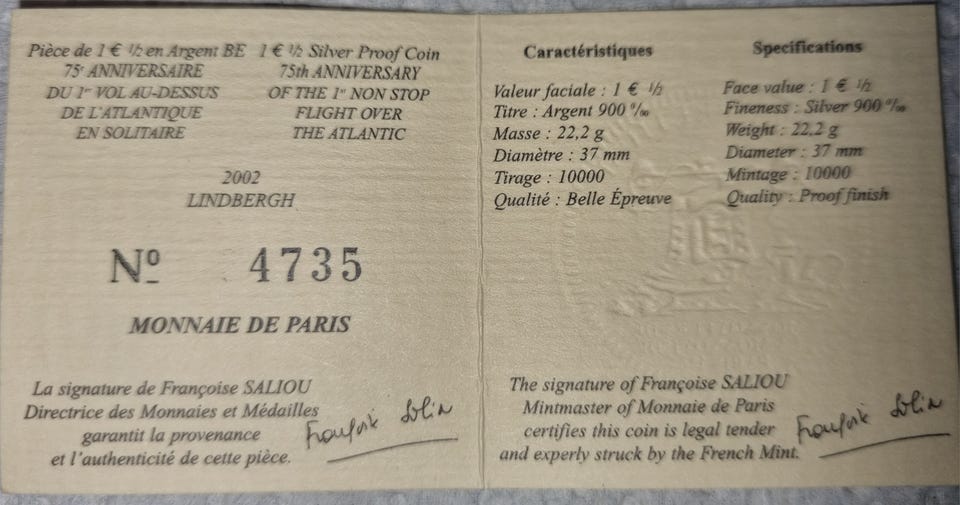 Pièce de 1 € ½ en Argent BE
75e ANNIVERSAIRE
DU 1er VOL AU-DESSUS
DE L'ATLANTIQUE
EN SOLITAIRE
1 € ½ Silver Proof Coin
75th ANNIVERSARY
OF THE 1st NON STOP
FLIGHT OVER
THE ATLANTIC
2002
LINDBERGH
Nº 4735
MONNAIE DE PARIS
La signature de Françoise SALIOU
Directrice des Monnaies et Médailles
garantit la provenance
et l'authenticité de cette pièce.
Caractéristiques
Valeur faciale : 1 € ½
Titre : Argent 900 ‰
Masse : 22,2 g
Diamètre : 37 mm
Tirage : 10000
Qualité : Belle Épreuve
Specifications
Face value : 1 € ½
Fineness : Silver 900 ‰
Weight : 22,2 g
Diameter : 37 mm
Mintage : 10000
Quality : Proof finish
The signature of Françoise SALIOU
Mintmaster of Monnaie de Paris
certifies this coin is legal tender
and experly struck by the French Mint.